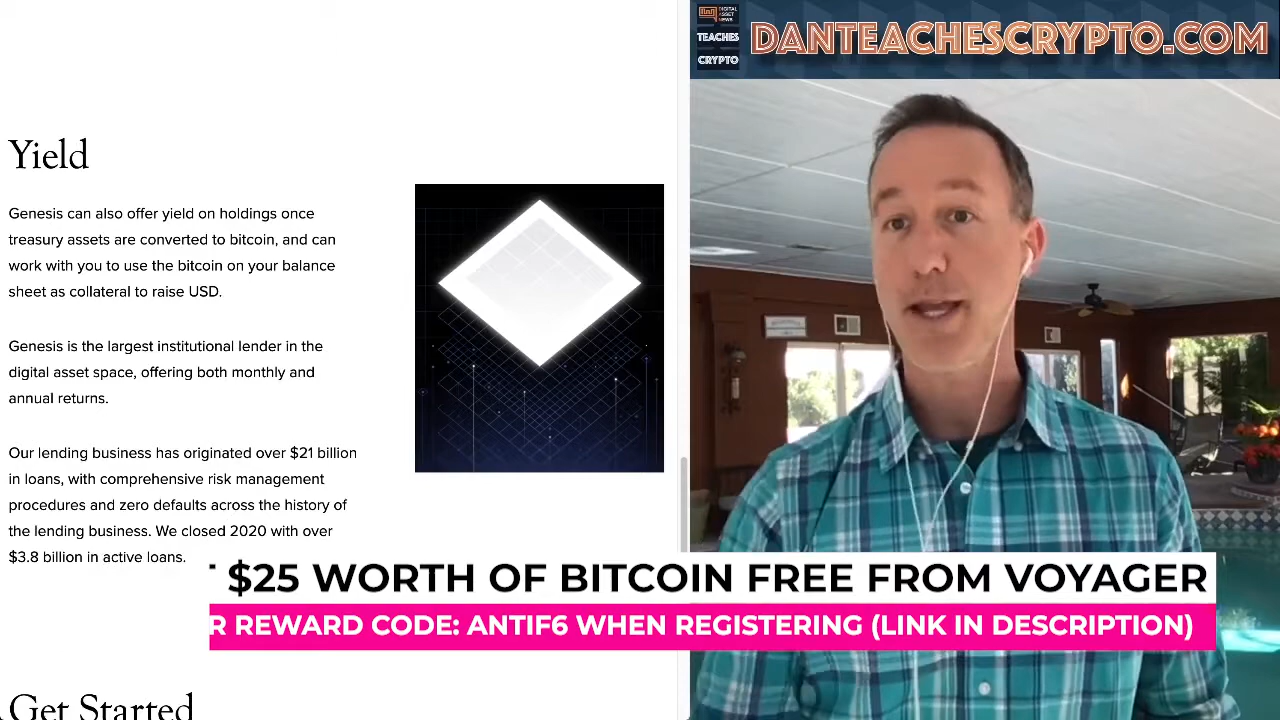 Yield
Genesis can also offer yield on holdings once
treasury assets are converted to bitcoin, and can
work with you to use the bitcoin on your balance
sheet as collateral to raise USD.
Genesis is the largest institutional lender in the
digital asset space, offering both monthly and
annual returns.
Our lending business has originated over $21 billion
in loans, with comprehensive risk management
procedures and zero defaults across the history of
the lending business. We closed 2020 with over
$3.8 billion in active loans.
Get Started
DIGITAL
ASSET
NEWS
TEACHES
CRYPTO
DANTEACHESCRYPTO.COM
$25 WORTH OF BITCOIN FREE FROM VOYAGER
R REWARD CODE: ANTIF6 WHEN REGISTERING (LINK IN DESCRIPTION)